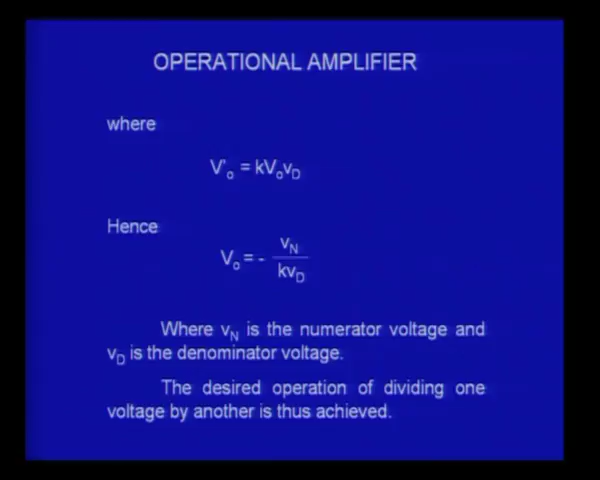 OPERATIONAL AMPLIFIER
where
V'o = kVovD
Hence
Vo = - vN / kvD
Where vN is the numerator voltage and
vD is the denominator voltage.
The desired operation of dividing one
voltage by another is thus achieved.